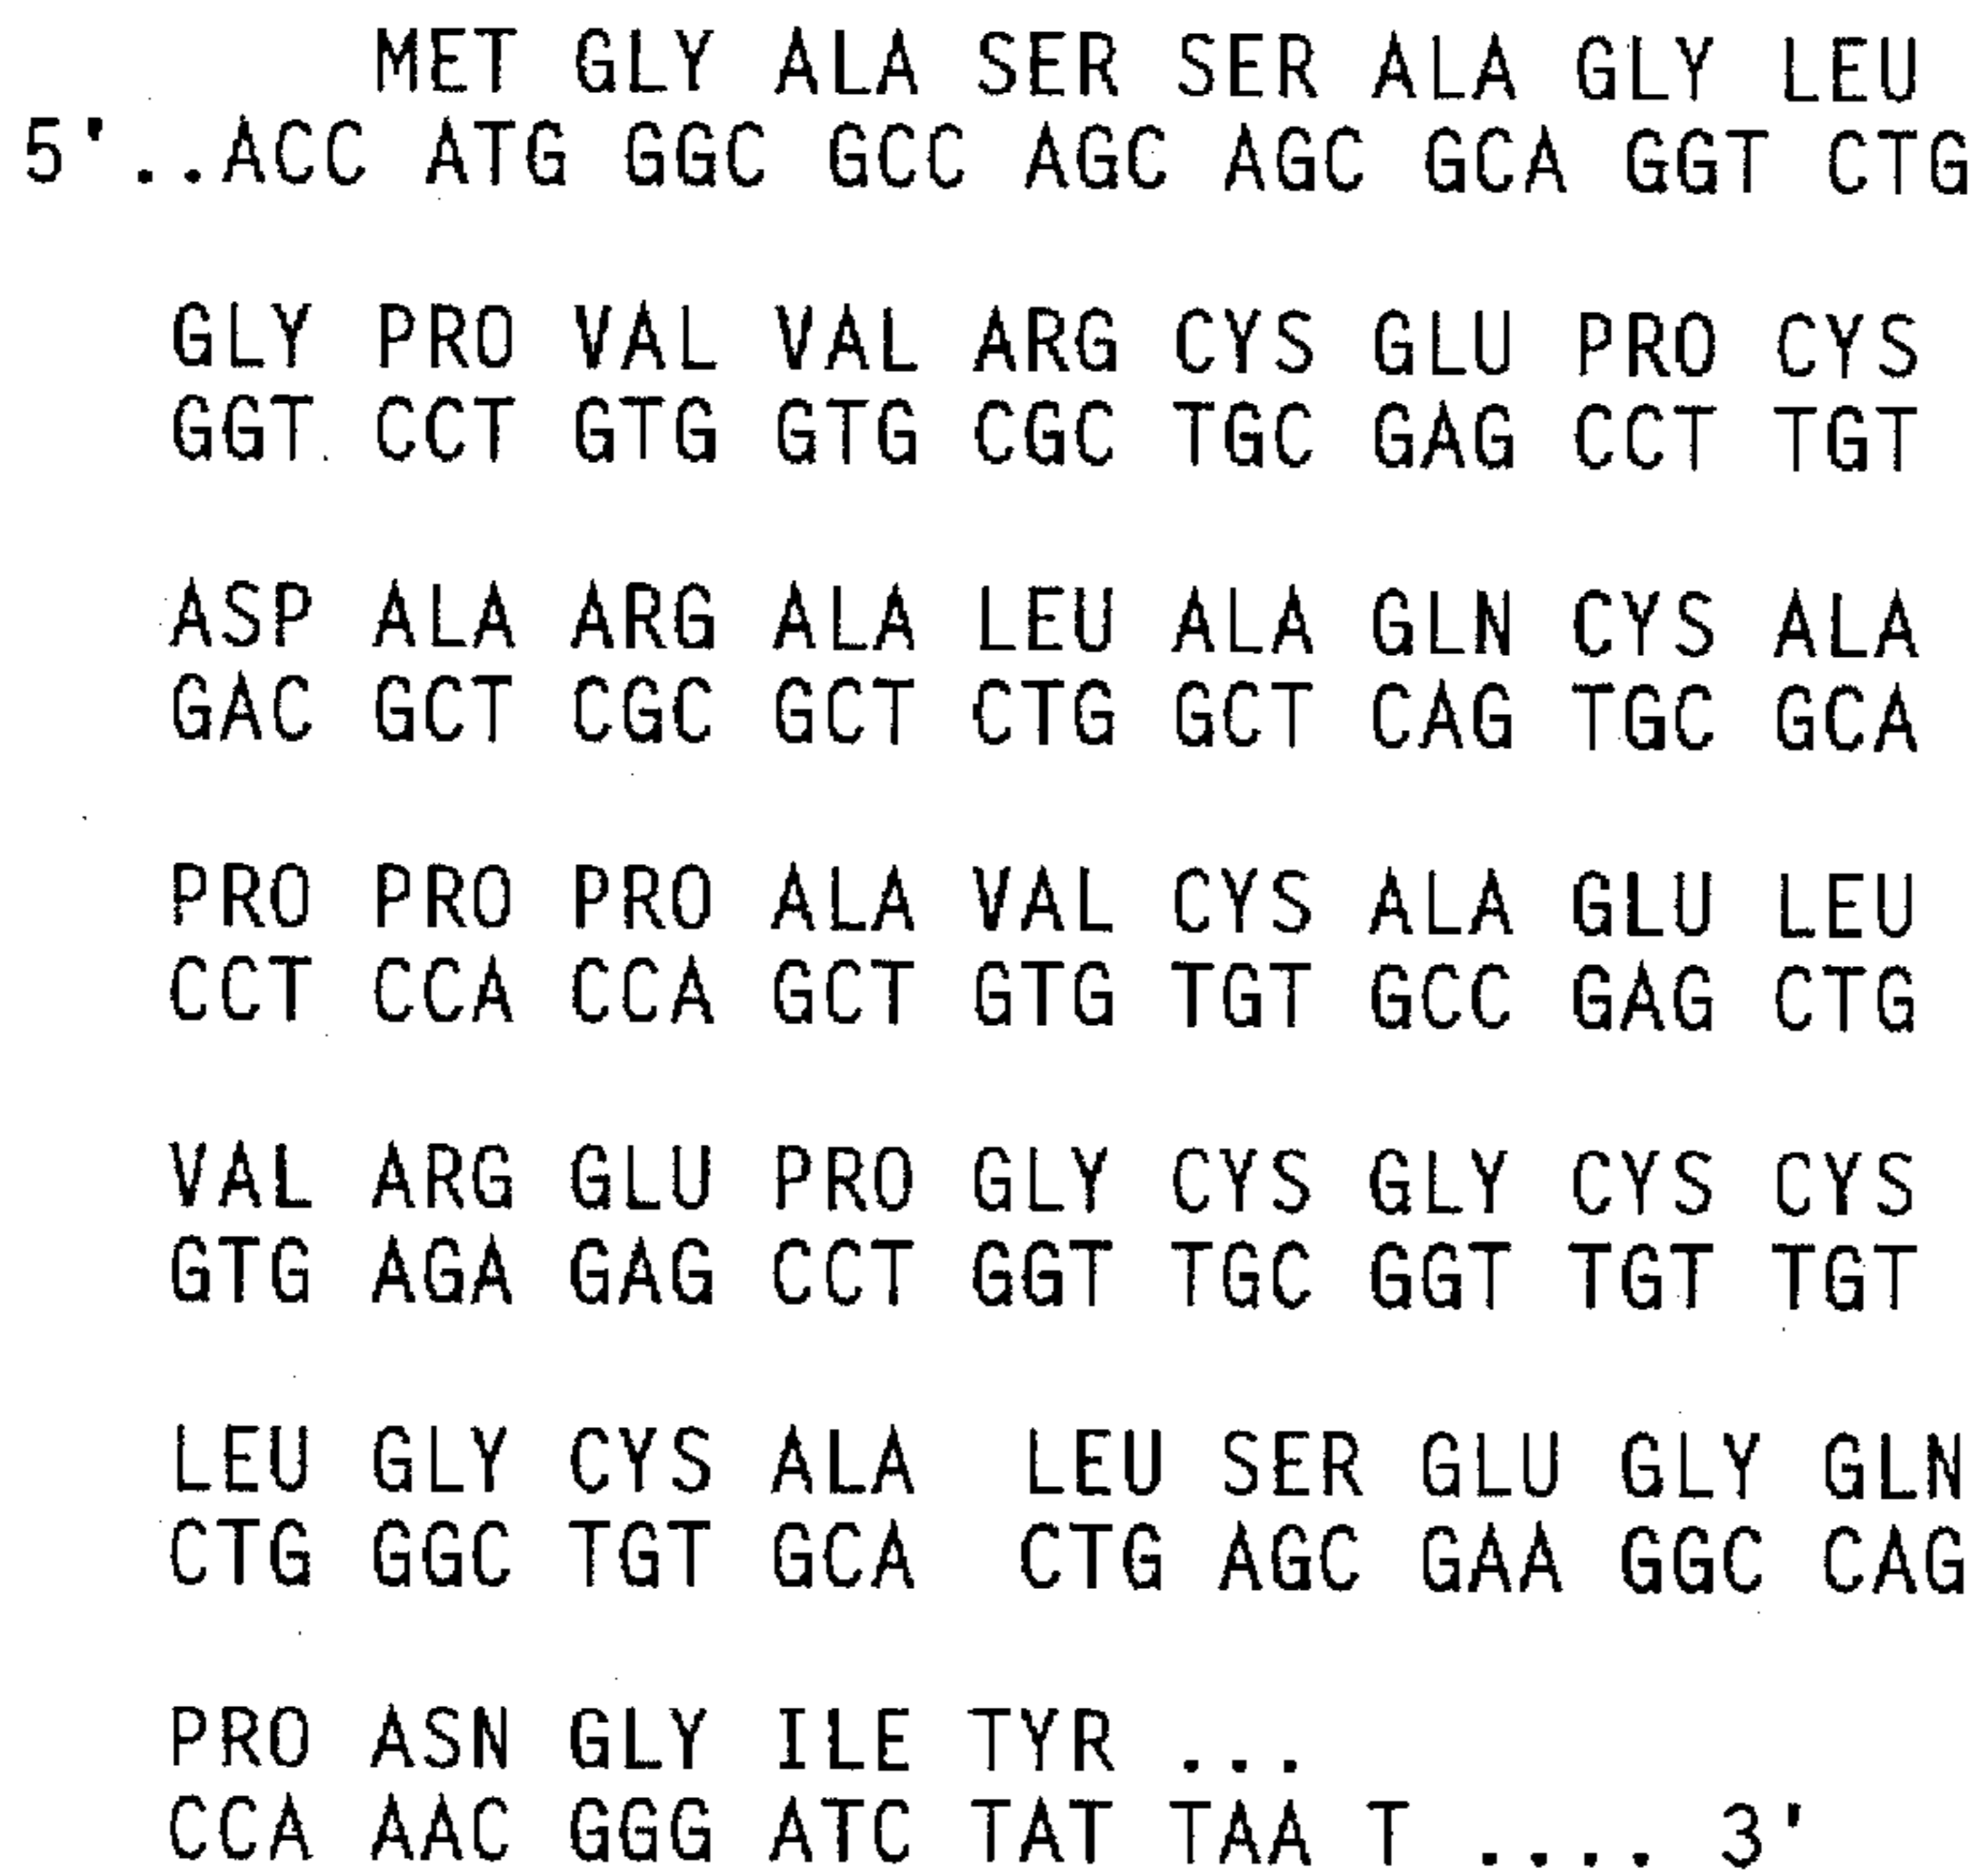 MET GLY ALA SER SER ALA GLY LEU
5'..ACC ATG GGC GCC AGC AGC GCA GGT CTG
GLY PRO VAL VAL ARG CYS GLU PRO CYS
GGT CCT GTG GTG CGC TGC GAG CCT TGT
ASP ALA ARG ALA LEU ALA GLN CYS ALA
GAC GCT CGC GCT CTG GCT CAG TGC GCA
PRO PRO PRO ALA VAL CYS ALA GLU LEU
CCT CCA CCA GCT GTG TGT GCC GAG CTG
VAL ARG GLU PRO GLY CYS GLY CYS CYS
GTG AGA GAG CCT GGT TGC GGT TGT TGT
LEU GLY CYS ALA LEU SER GLU GLY GLN
CTG GGC TGT GCA CTG AGC GAA GGC CAG
PRO ASN GLY ILE TYR ...
CCA AAC GGG ATC TAT TAA T .... 3'